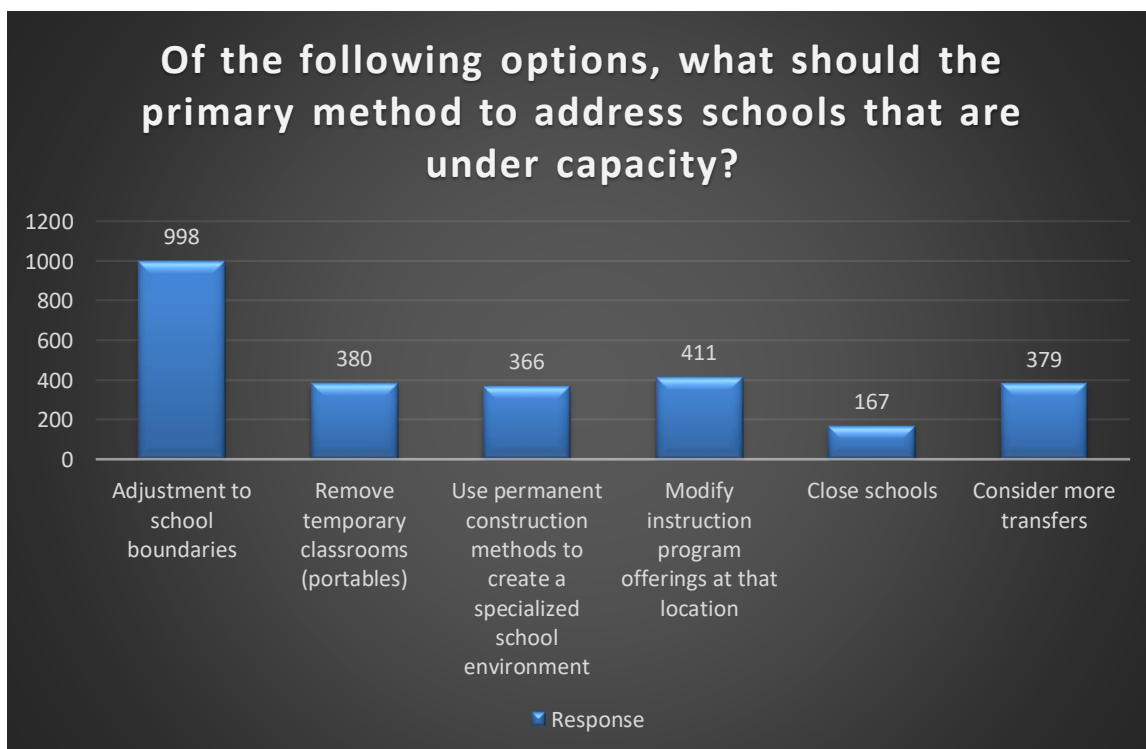 Of the following options, what should the
primary method to address schools that are
under capacity?
1200
1000
800
600
400
200
0
998
380
366
411
167
379
Adjustment to
school
boundaries
Remove
temporary
classrooms
(portables)
Use permanent
construction
methods to
create a
specialized
school
environment
Modify
instruction
program
offerings at that
location
Close schools
Consider more
transfers
Response